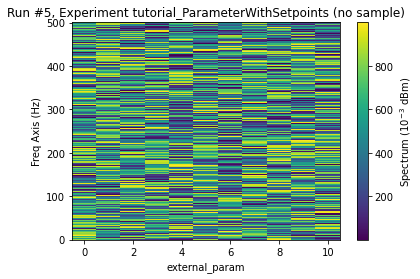 Run #5, Experiment tutorial_ParameterWithSetpoints (no sample)
500
400
300
200
100
0
Freq Axis (Hz)
0 2 4 6 8 10
external_param
800
600
400
200
Spectrum (10⁻³ dBm)